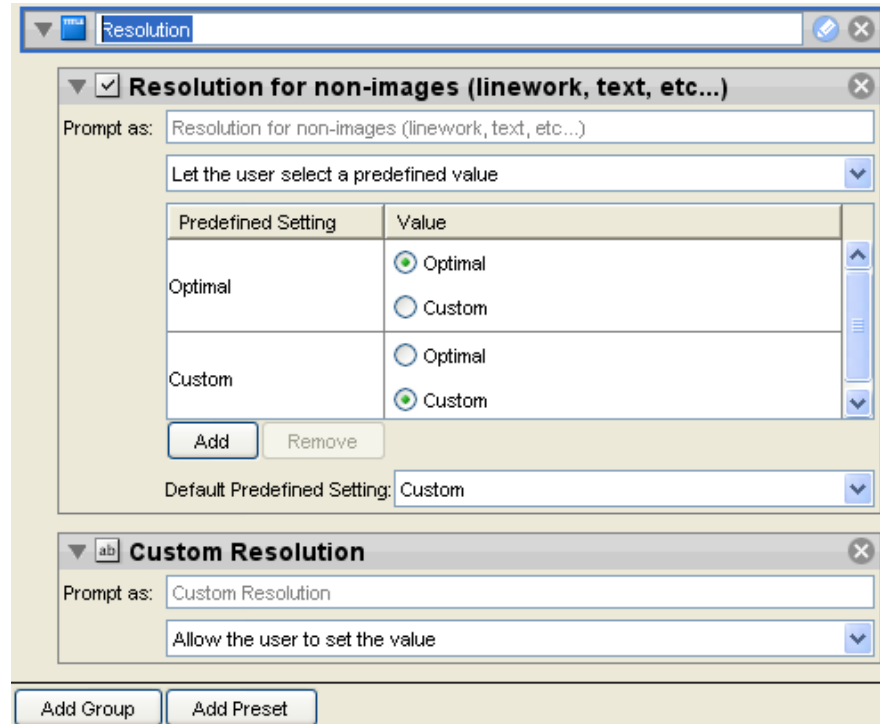 TITLE
Resolution
Resolution for non-images (linework, text, etc...)
Prompt as: Resolution for non-images (linework, text, etc...)
Let the user select a predefined value
Predefined Setting Value
Optimal
Optimal
Custom
Custom
Optimal
Custom
Add Remove
Default Predefined Setting: Custom
ab Custom Resolution
Prompt as: Custom Resolution
Allow the user to set the value
Add Group Add Preset